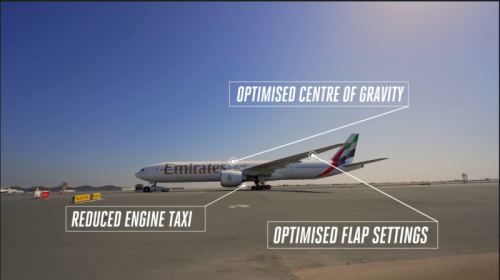 OPTIMISED CENTRE OF GRAVITY
Emirates
REDUCED ENGINE TAXI
OPTIMISED FLAP SETTINGS